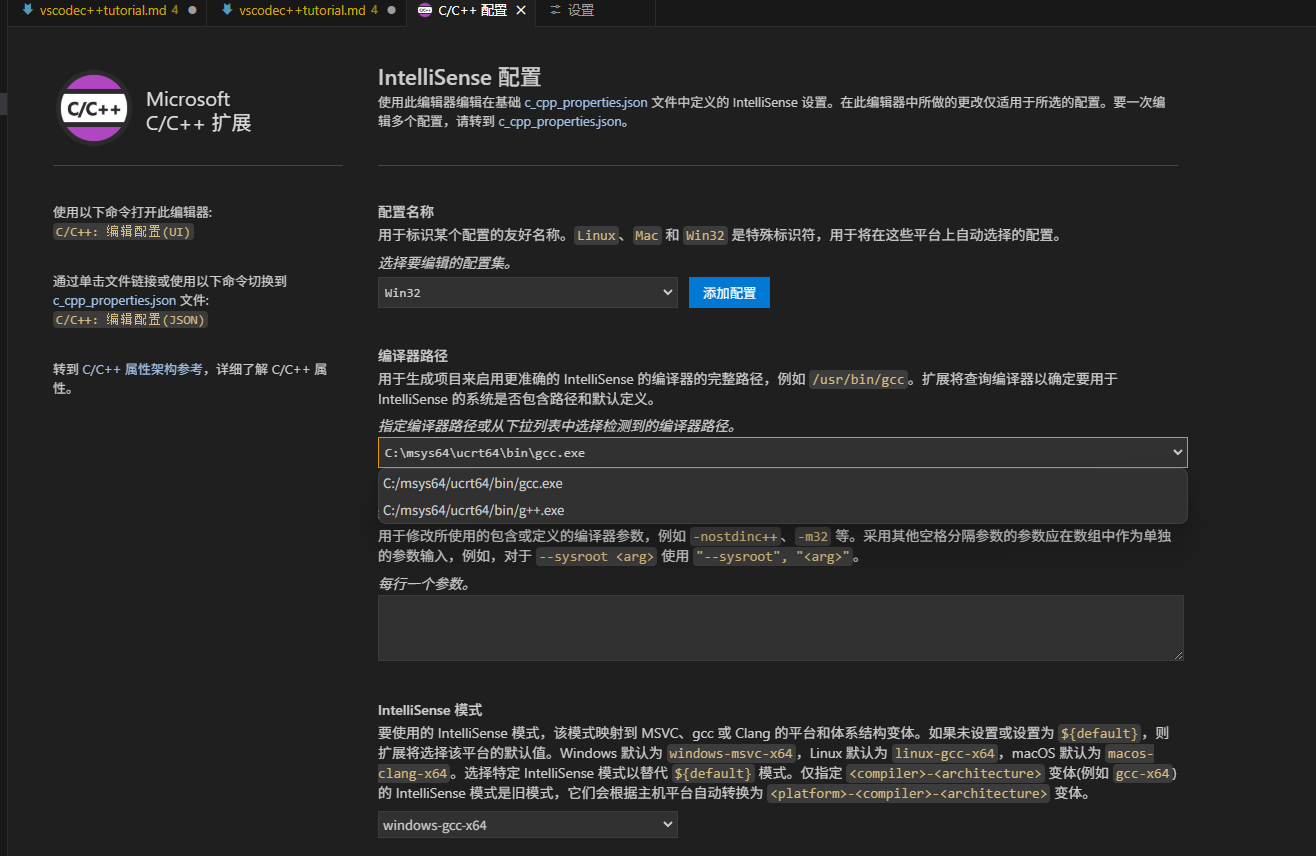 vscodec++tutorial.md 4
vscodec++tutorial.md 4
C/C++ 配置
设置
C/C++
Microsoft
C/C++ 扩展
使用以下命令打开此编辑器:
C/C++: 编辑配置(UI)
通过单击文件链接或使用以下命令切换到
c_cpp_properties.json 文件:
C/C++: 编辑配置(JSON)
转到 C/C++ 属性架构参考，详细了解 C/C++ 属
性。
IntelliSense 配置
使用此编辑器编辑在基础 c_cpp_properties.json 文件中定义的 IntelliSense 设置。在此编辑器中所做的更改仅适用于所选的配置。要一次编
辑多个配置，请转到 c_cpp_properties.json。
配置名称
用于标识某个配置的友好名称。Linux、Mac 和 Win32 是特殊标识符，用于将在这些平台上自动选择的配置。
选择要编辑的配置集。
Win32
添加配置
编译器路径
用于生成项目来启用更准确的 IntelliSense 的编译器的完整路径，例如 /usr/bin/gcc。扩展将查询编译器以确定要用于
IntelliSense 的系统是否包含路径和默认定义。
指定编译器路径或从下拉列表中选择检测到的编译器路径。
C:\msys64\ucrt64\bin\gcc.exe
C:/msys64/ucrt64/bin/gcc.exe
C:/msys64/ucrt64/bin/g++.exe
用于修改所使用的包含或定义的编译器参数，例如 -nostdinc++、-m32 等。采用其他空格分隔参数的参数应在数组中作为单独
的参数输入，例如，对于 --sysroot <arg> 使用 "--sysroot", "<arg>"。
每行一个参数。
IntelliSense 模式
要使用的 IntelliSense 模式，该模式映射到 MSVC、gcc 或 Clang 的平台和体系结构变体。如果未设置或设置为 ${default}，则
扩展将选择该平台的默认值。Windows 默认为 windows-msvc-x64，Linux 默认为 linux-gcc-x64，macOS 默认为 macos-
clang-x64。选择特定 IntelliSense 模式以替代 ${default} 模式。仅指定 <compiler>-<architecture> 变体(例如 gcc-x64)
的 IntelliSense 模式是旧模式，它们会根据主机平台自动转换为 <platform>-<compiler>-<architecture> 变体。
windows-gcc-x64